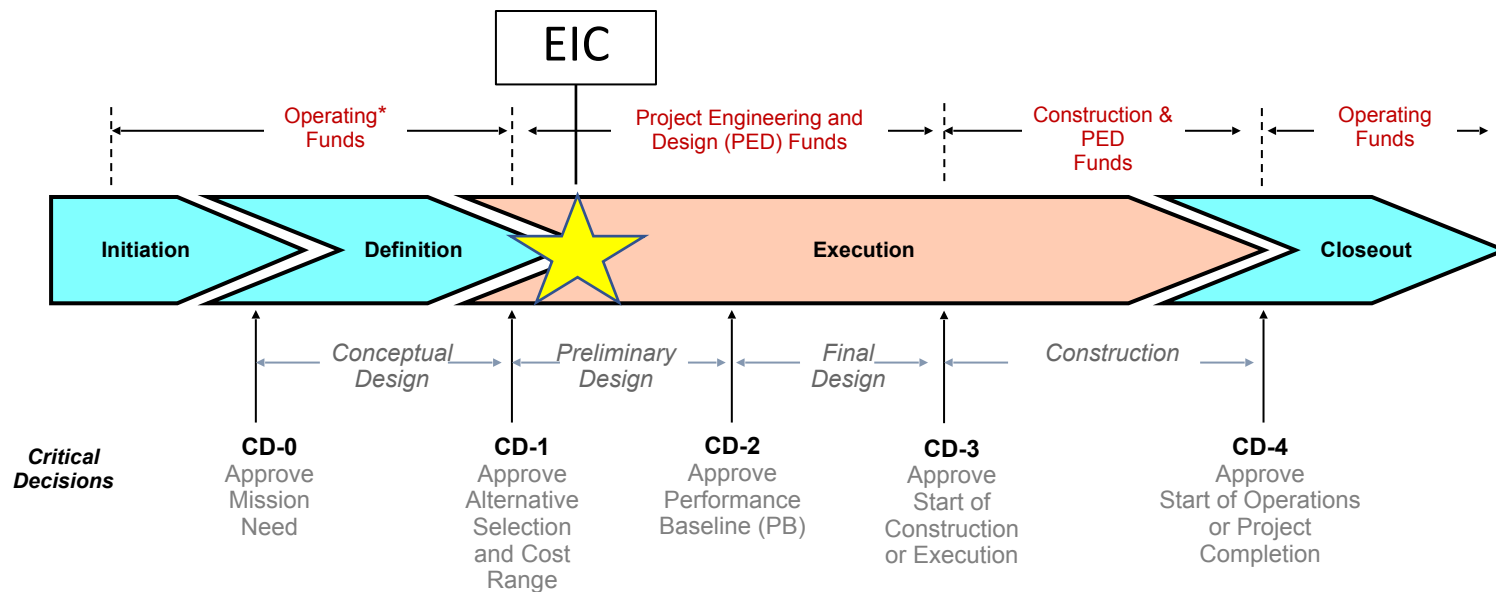 EIC
Operating*
Funds
Project Engineering and
Design (PED) Funds
Construction &
PED
Funds
Operating
Funds
Initiation
Definition
Execution
Closeout
Conceptual
Design
Preliminary
Design
Final
Design
Construction
Critical
Decisions
CD-0
Approve
Mission
Need
CD-1
Approve
Alternative
Selection
and Cost
Range
CD-2
Approve
Performance
Baseline (PB)
CD-3
Approve
Start of
Construction
or Execution
CD-4
Approve
Start of Operations
or Project
Completion